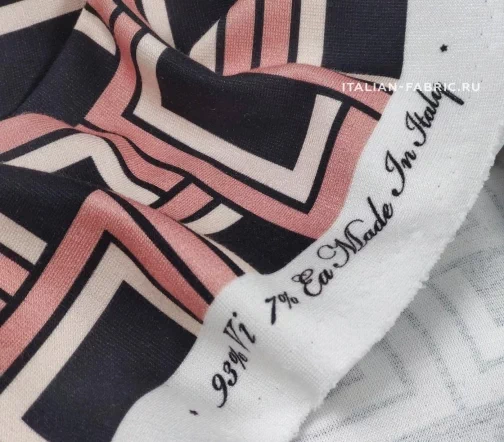 ITALIAN-FABRIC.RU
93%Vi 7% Ea Made In Italy